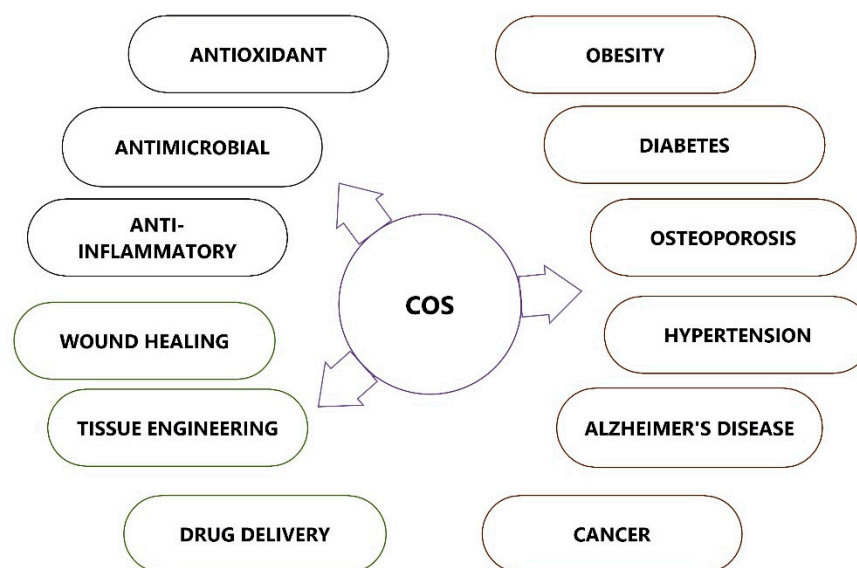 ANTIOXIDANT
ANTIMICROBIAL
ANTI-
INFLAMMATORY
WOUND HEALING
TISSUE ENGINEERING
DRUG DELIVERY
COS
OBESITY
DIABETES
OSTEOPOROSIS
HYPERTENSION
ALZHEIMER'S DISEASE
CANCER